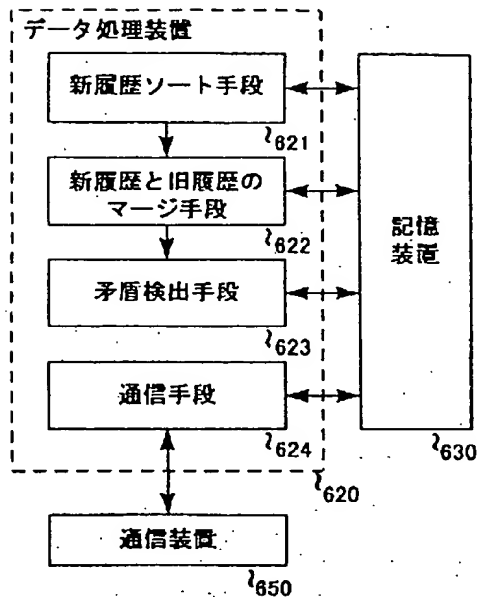 データ処理装置
新履歴ソート手段
621
新履歴と旧履歴の
マージ手段
622
矛盾検出手段
623
通信手段
624
620
記憶
装置
630
通信装置
650